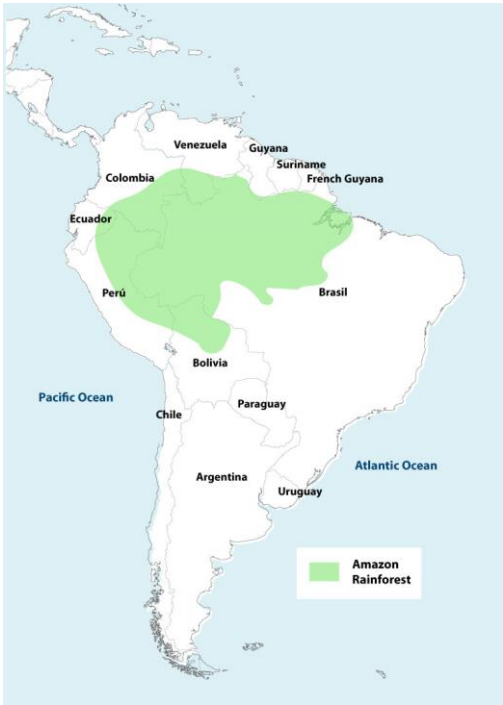 Venezuela
Guyana
Suriname
French Guyana
Colombia
Ecuador
Perú
Brasil
Bolivia
Pacific Ocean
Chile
Paraguay
Atlantic Ocean
Argentina
Uruguay
Amazon
Rainforest